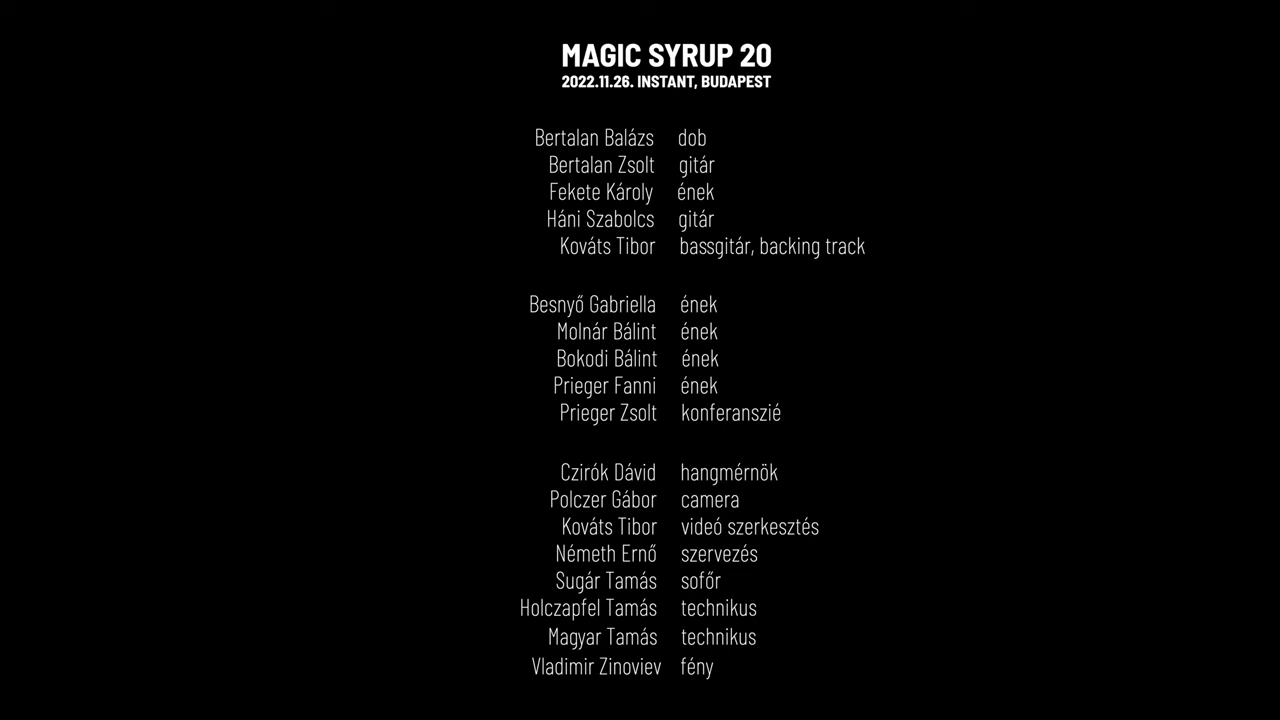 MAGIC SYRUP 20
2022.11.26. INSTANT, BUDAPEST
Bertalan Balázs dob
Bertalan Zsolt gitár
Fekete Károly ének
Háni Szabolcs gitár
Kováts Tibor bassgitár, backing track
Besnyő Gabriella ének
Molnár Bálint ének
Bokodi Bálint ének
Prieger Fanni ének
Prieger Zsolt konferanszié
Czirók Dávid hangmérnök
Polczer Gábor camera
Kováts Tibor videó szerkesztés
Németh Ernő szervezés
Sugár Tamás sofőr
Holczapfel Tamás technikus
Magyar Tamás technikus
Vladimir Zinoviev fény